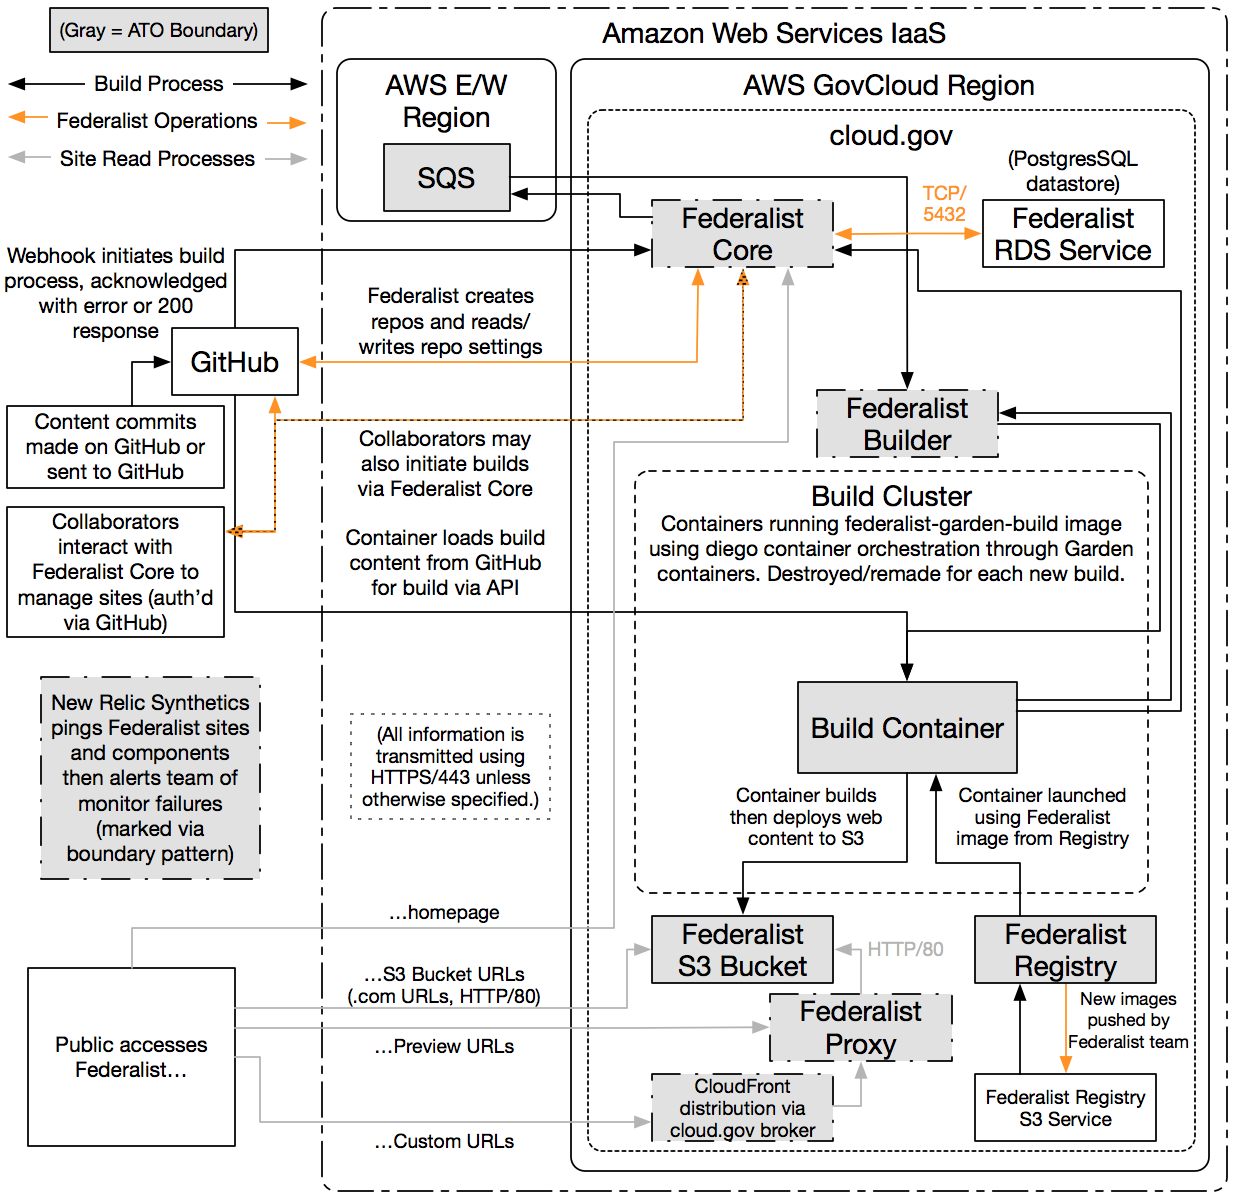 (Gray = ATO Boundary)
Build Process
Federalist Operations
Site Read Processes
Amazon Web Services IaaS
AWS E/W
Region
SQS
AWS GovCloud Region
cloud.gov
(PostgresSQL
datastore)
TCP/
5432
Federalist
Core
Federalist
RDS Service
Webhook initiates build
process, acknowledged
with error or 200
response
Federalist creates
repos and reads/
writes repo settings
GitHub
Content commits
made on GitHub or
sent to GitHub
Federalist
Builder
Collaborators may
also initiate builds
via Federalist Core
Collaborators
interact with
Federalist Core to
manage sites (auth’d
via GitHub)
Container loads build
content from GitHub
for build via API
Build Cluster
Containers running federalist-garden-build image
using diego container orchestration through Garden
containers. Destroyed/remade for each new build.
New Relic Synthetics
pings Federalist sites
and components
then alerts team of
monitor failures
(marked via
boundary pattern)
(All information is
transmitted using
HTTPS/443 unless
otherwise specified.)
Build Container
Container builds
then deploys web
content to S3
Container launched
using Federalist
image from Registry
…homepage
Federalist
S3 Bucket
HTTP/80
Federalist
Registry
…S3 Bucket URLs
(.com URLs, HTTP/80)
Federalist
Proxy
New images
pushed by
Federalist team
Public accesses
Federalist…
…Preview URLs
CloudFront
distribution via
cloud.gov broker
Federalist Registry
S3 Service
…Custom URLs